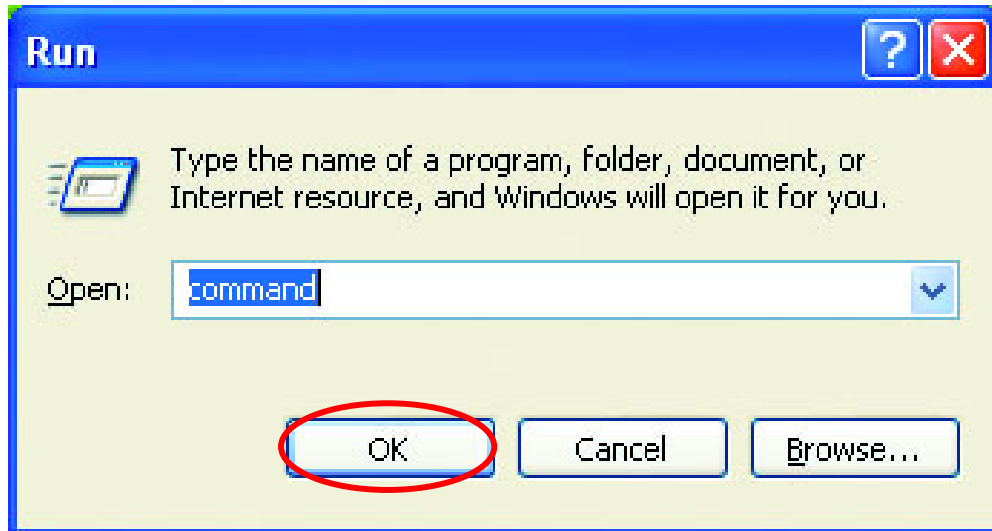 Run
?
Type the name of a program, folder, document, or
Internet resource, and Windows will open it for you.
Open: command
OK Cancel Browse...